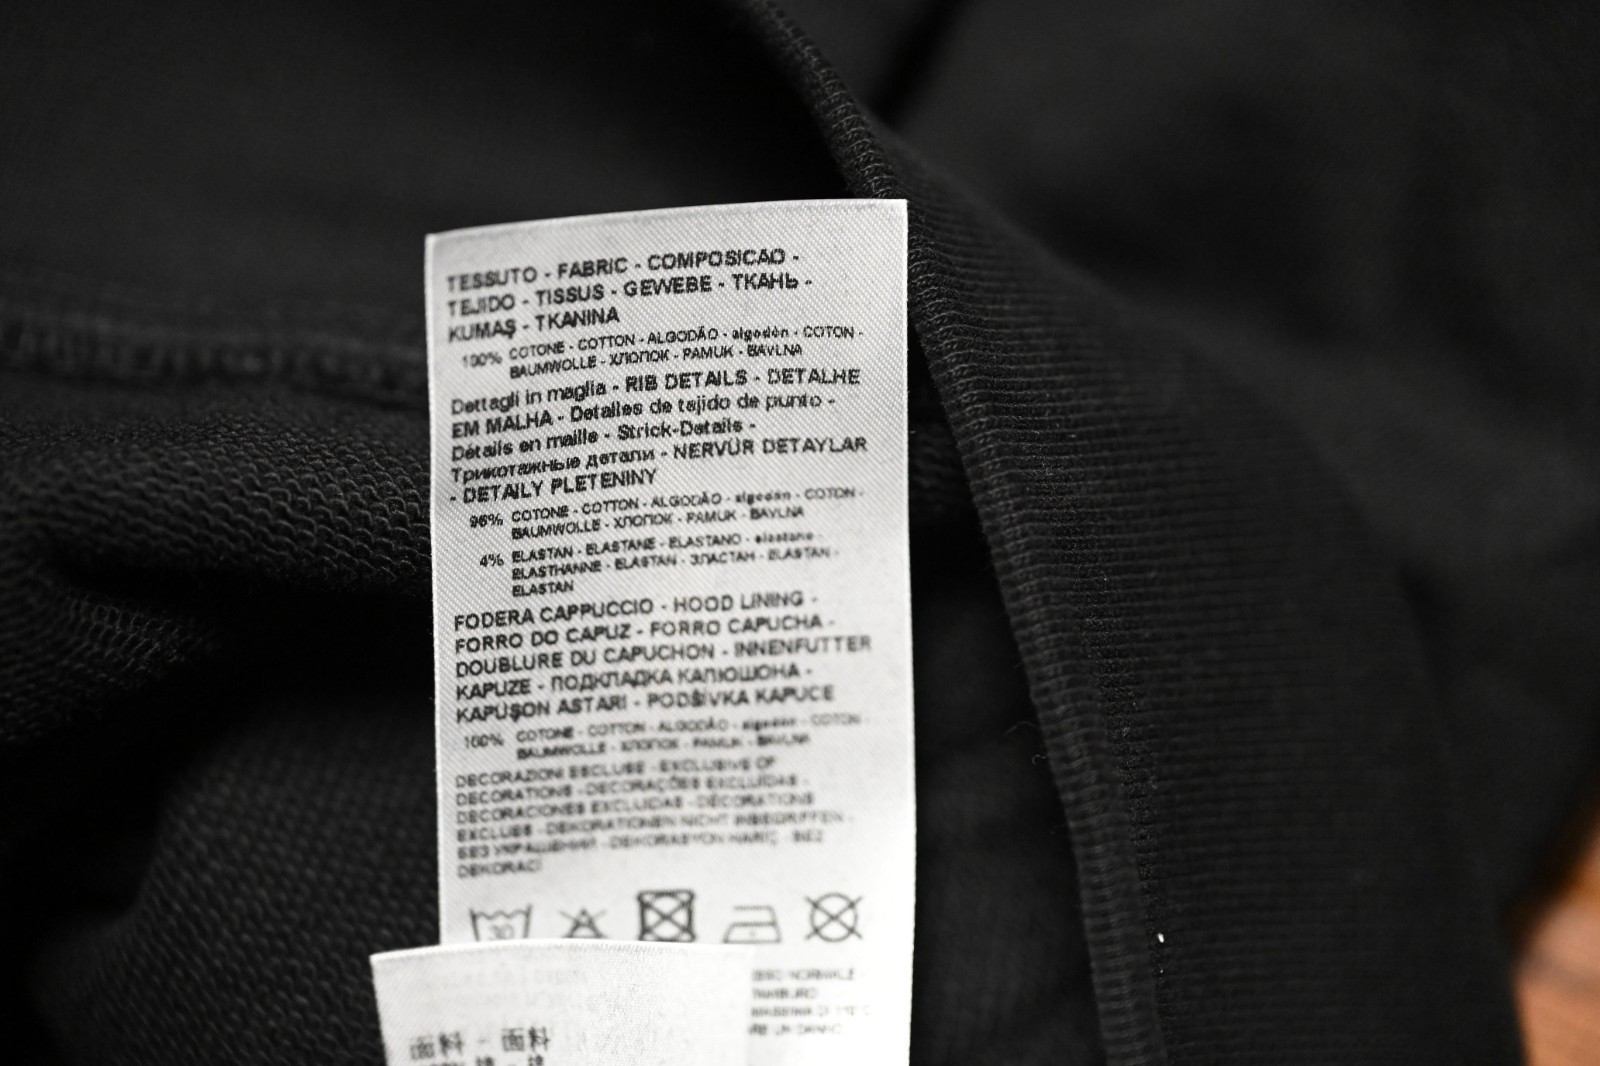 TESSUTO - FABRIC - COMPOSICAO -
TEJIDO - TISSUS - GEWEBE - ТКАНЬ -
KUMAŞ - TKANINA
100% COTONE - COTTON - ALGODÃO - algodón - COTON -
BAUMWOLLE - ХЛОПОК - PAMUK - BAVLNA
Dettagli in maglia - RIB DETAILS - DETALHE
EM MALHA - Detalles de tejido de punto -
Détails en maille - Strick-Details -
Трикотажные детали - NERVÜR DETAYLAR
- DETAILY PLETENINY
96% COTONE - COTTON - ALGODÃO - algodón - COTON -
BAUMWOLLE - ХЛОПОК - PAMUK - BAVLNA
4% ELASTAN - ELASTANE - ELASTANO - elastano -
ELASTHANNE - ELASTAN - ЭЛАСТАН - ELASTAN -
ELASTAN
FODERA CAPPUCCIO - HOOD LINING -
FORRO DO CAPUZ - FORRO CAPUCHA -
DOUBLURE DU CAPUCHON - INNENFUTTER
KAPUZE - ПОДКЛАДКА КАПЮШОНА -
KAPUŞON ASTARI - PODŠÍVKA KAPUCE
100% COTONE - COTTON - ALGODÃO - algodón - COTON -
BAUMWOLLE - ХЛОПОК - PAMUK - BAVLNA
DECORAZIONI ESCLUSE - EXCLUSIVE OF
DECORATIONS - DECORAÇÕES EXCLUÍDAS -
DECORACIONES EXCLUIDAS - DÉCORATIONS
EXCLUES - DEKORATIONEN NICHT INBEGRIFFEN -
БЕЗ УКРАШЕНИЙ - DEKORASYON HARİÇ - BEZ
DEKORACÍ
30
NORMALE -
TAMBURO
面料 - 面料